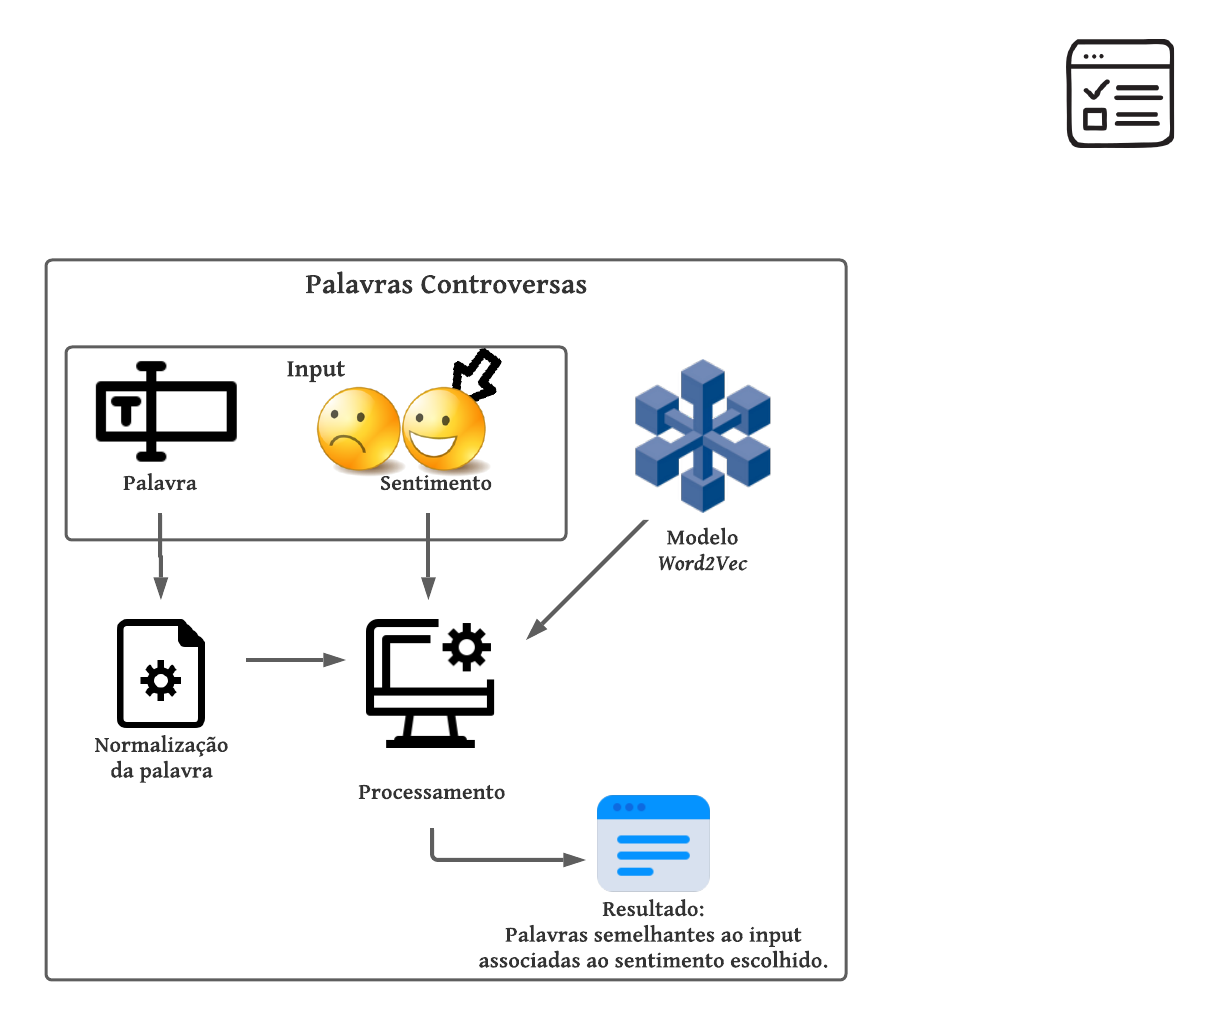 Palavras Controversas
Input
T
Palavra
Sentimento
Modelo
Word2Vec
Normalização
da palavra
Processamento
Resultado:
Palavras semelhantes ao input
associadas ao sentimento escolhido.